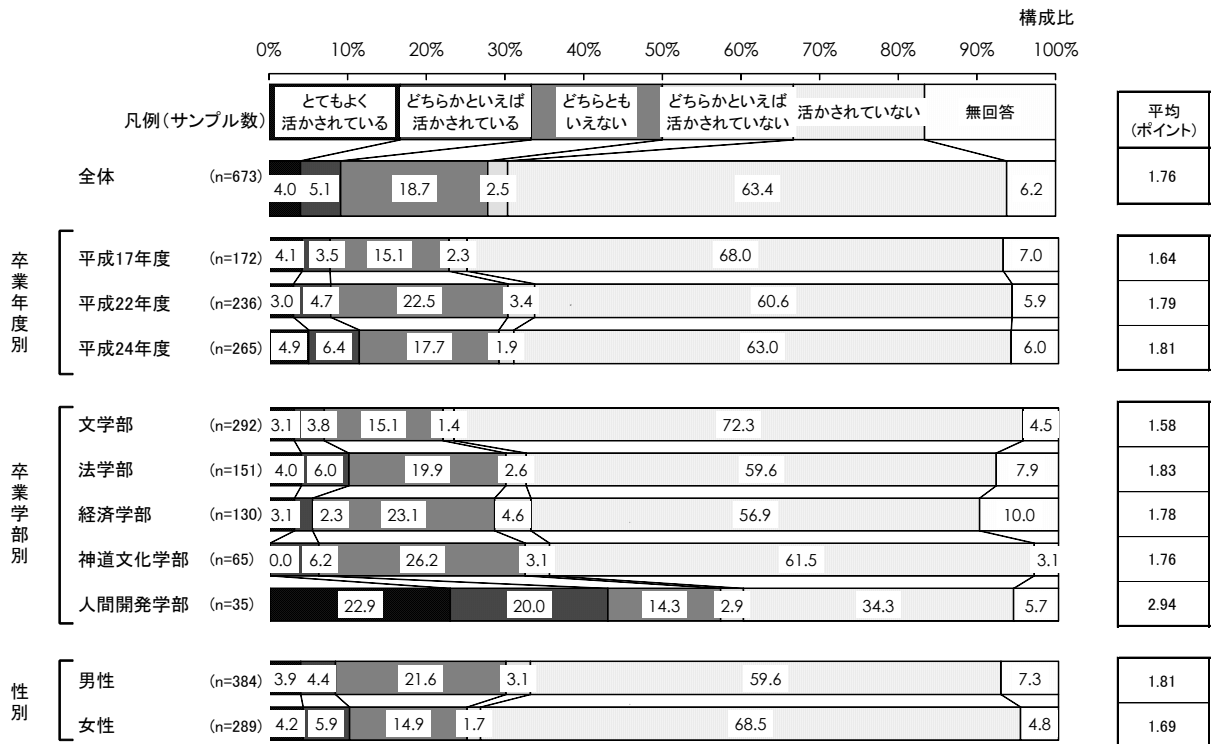 構成比
0% 10% 20% 30% 40% 50% 60% 70% 80% 90% 100%
凡例(サンプル数)
とてもよく
活かされている
どちらかといえば
活かされている
どちらとも
いえない
どちらかといえば
活かされていない
活かされていない
無回答
平均
(ポイント)
全体 (n=673) 4.0 5.1 18.7 2.5 63.4 6.2 1.76
卒業年度別
平成17年度 (n=172) 4.1 3.5 15.1 2.3 68.0 7.0 1.64
平成22年度 (n=236) 3.0 4.7 22.5 3.4 60.6 5.9 1.79
平成24年度 (n=265) 4.9 6.4 17.7 1.9 63.0 6.0 1.81
卒業学部別
文学部 (n=292) 3.1 3.8 15.1 1.4 72.3 4.5 1.58
法学部 (n=151) 4.0 6.0 19.9 2.6 59.6 7.9 1.83
経済学部 (n=130) 3.1 2.3 23.1 4.6 56.9 10.0 1.78
神道文化学部 (n=65) 0.0 6.2 26.2 3.1 61.5 3.1 1.76
人間開発学部 (n=35) 22.9 20.0 14.3 2.9 34.3 5.7 2.94
性別
男性 (n=384) 3.9 4.4 21.6 3.1 59.6 7.3 1.81
女性 (n=289) 4.2 5.9 14.9 1.7 68.5 4.8 1.69